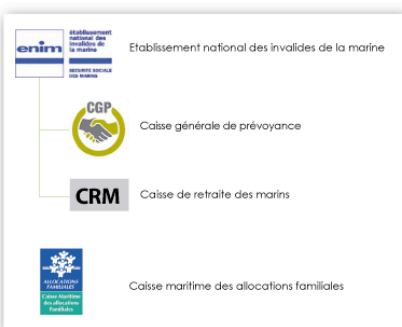 enim
établissement
national des
invalides de
la marine
SECURITE SOCIALE
DES MARINS
Etablissement national des invalides de la marine
CGP
Caisse générale de prévoyance
CRM
Caisse de retraite des marins
ALLOCATIONS
FAMILIALES
Caisse Maritime
des allocations
Familiales
Caisse maritime des allocations familiales